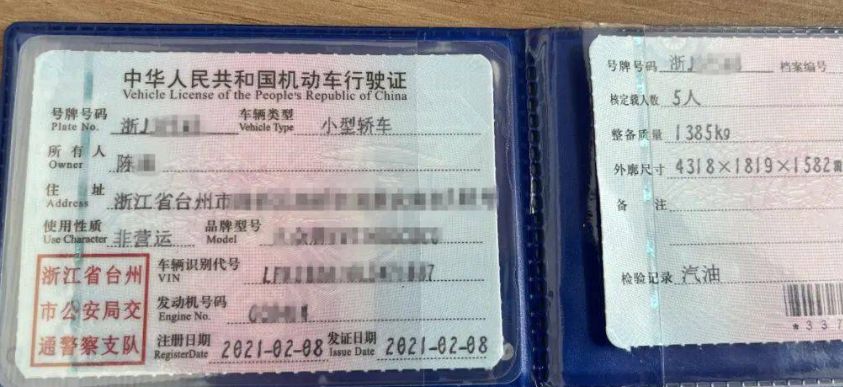 中华人民共和国机动车行驶证
Vehicle License of the People's Republic of China
号牌号码 浙J 车辆类型 小型轿车
Plate No. Vehicle Type
所有人 陈
Owner
住址 浙江省台州市
Address
使用性质 非营运 品牌型号
Use Character Model
浙江省台州
市公安局交
通警察支队
车辆识别代号
VIN
发动机号码
Engine No.
注册日期 2021-02-08 发证日期 2021-02-08
Register Date Issue Date
号牌号码 浙J 档案编号
核定载人数 5人
整备质量 1385kg
外廓尺寸 4318×1819×1582
备注
检验记录 汽油
*337